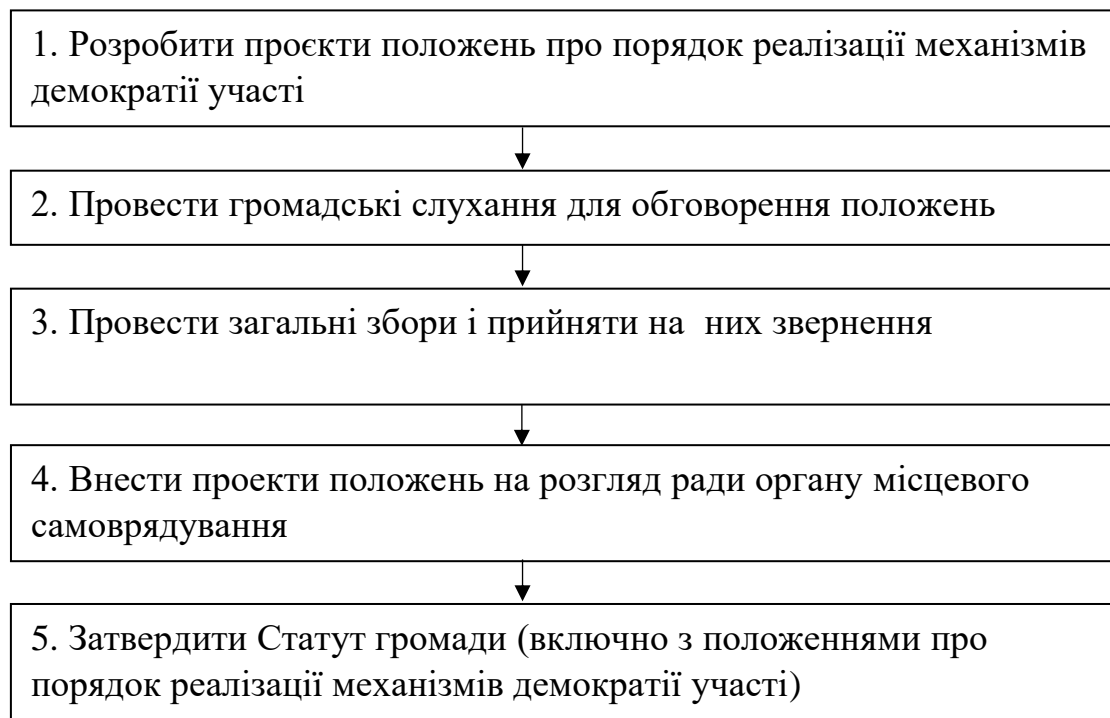 1. Розробити проєкти положень про порядок реалізації механізмів
демократії участі
2. Провести громадські слухання для обговорення положень
3. Провести загальні збори і прийняти на  них звернення
4. Внести проекти положень на розгляд ради органу місцевого
самоврядування
5. Затвердити Статут громади (включно з положеннями про
порядок реалізації механізмів демократії участі)